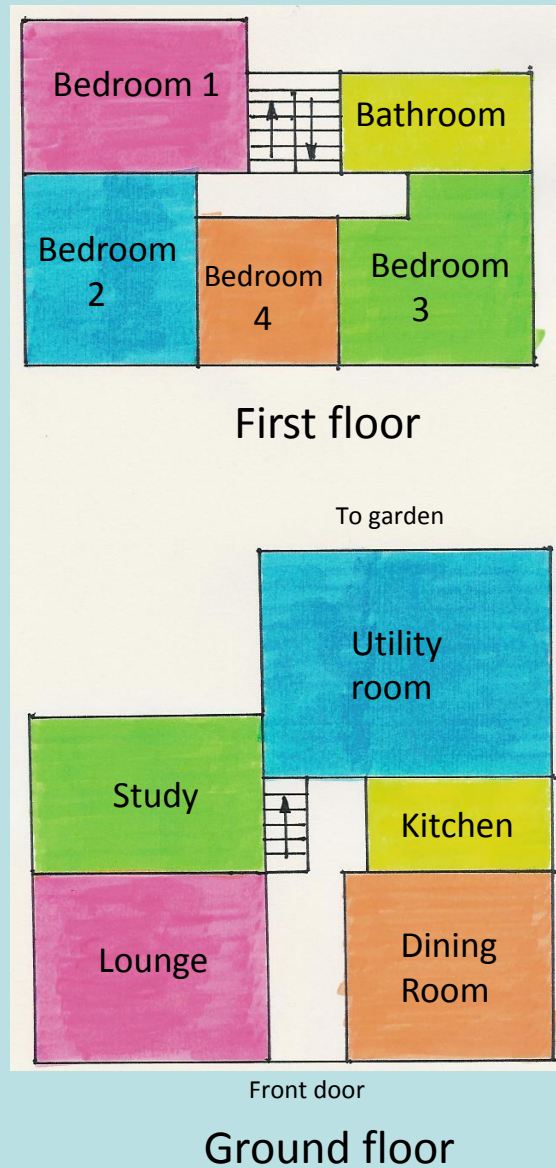 Bedroom 1
Bathroom
Bedroom
2
Bedroom
4
Bedroom
3
First floor
To garden
Utility
room
Study
Kitchen
Lounge
Dining
Room
Front door
Ground floor